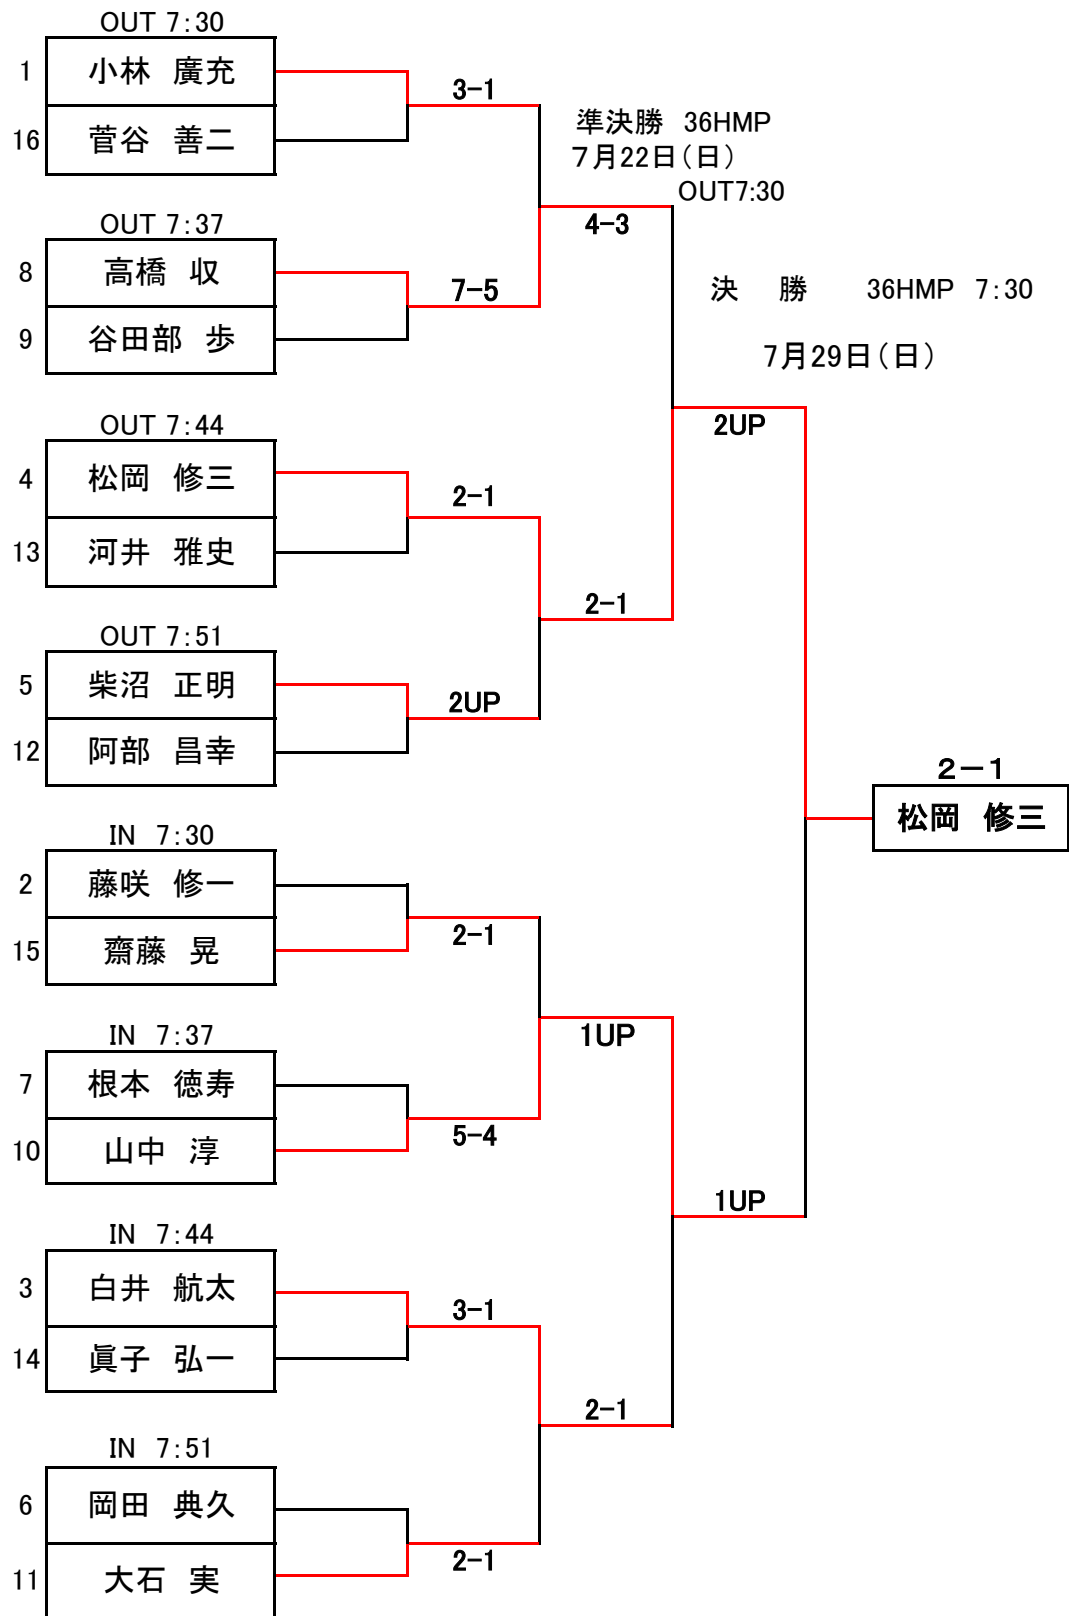 OUT 7:30
1 小林 廣充
3-1
16 菅谷 善二
準決勝 36HMP
7月22日(日)
OUT7:30
OUT 7:37
4-3
8 高橋 収
7-5
決 勝 36HMP 7:30
9 谷田部 歩
7月29日(日)
OUT 7:44
2UP
4 松岡 修三
2-1
13 河井 雅史
2-1
OUT 7:51
5 柴沼 正明
2UP
12 阿部 昌幸
2-1
松岡 修三
IN 7:30
2 藤咲 修一
2-1
15 齋藤 晃
IN 7:37
1UP
7 根本 徳寿
5-4
10 山中 淳
1UP
IN 7:44
3 白井 航太
3-1
14 眞子 弘一
2-1
IN 7:51
6 岡田 典久
2-1
11 大石 実